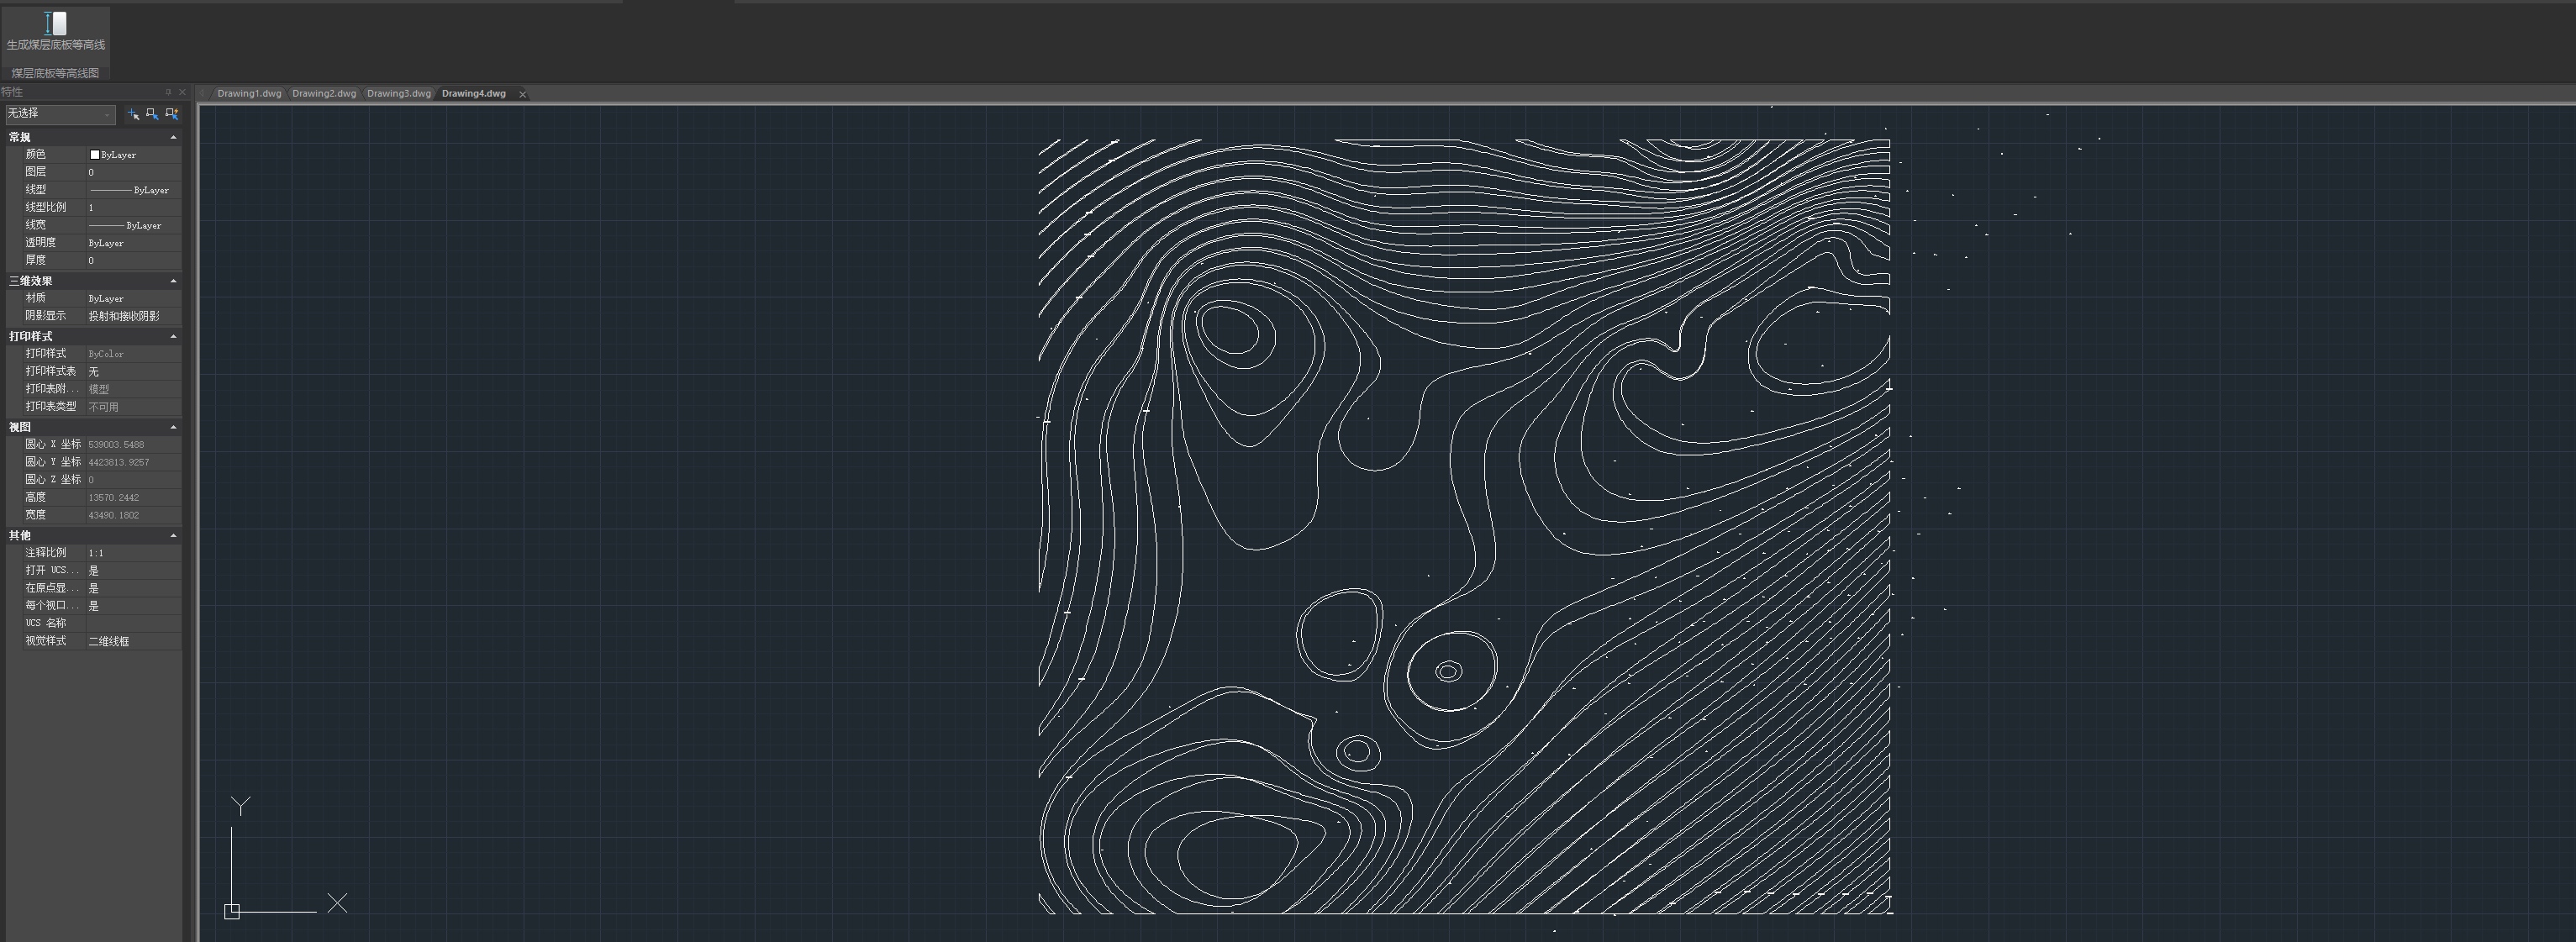 生成煤层底板等高线
煤层底板等高线图
特性
Drawing1.dwg Drawing2.dwg Drawing3.dwg Drawing4.dwg
无选择
常规
颜色 ByLayer
图层 0
线型 ByLayer
线型比例 1
线宽 ByLayer
透明度 ByLayer
厚度 0
三维效果
材质 ByLayer
阴影显示 投射和接收阴影
打印样式
打印样式 ByColor
打印样式表 无
打印表附... 模型
打印表类型 不可用
视图
圆心 X 坐标 539003.5488
圆心 Y 坐标 4423813.9257
圆心 Z 坐标 0
高度 13570.2442
宽度 43490.1802
其他
注释比例 1:1
打开 UCS... 是
在原点显... 是
每个视口... 是
UCS 名称
视觉样式 二维线框
Y
X